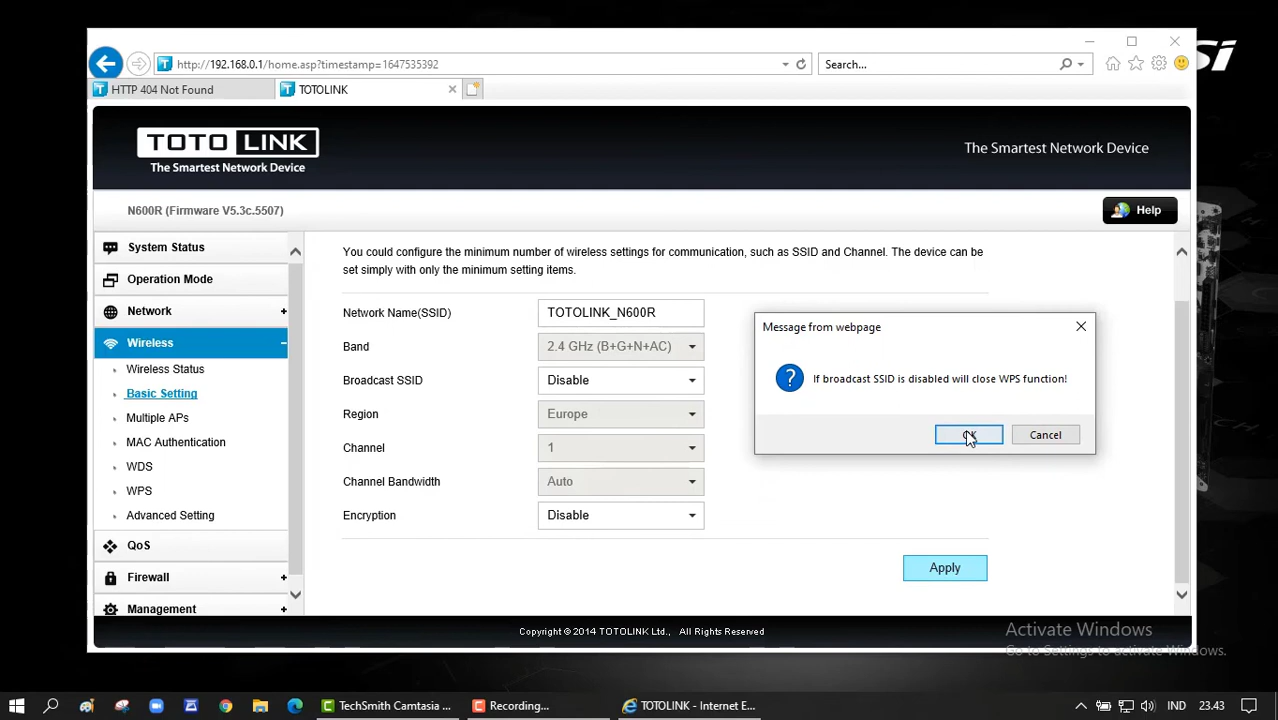 http://192.168.0.1/home.asp?timestamp=1647535392
Search...
HTTP 404 Not Found
TOTOLINK
TOTO LINK
The Smartest Network Device
The Smartest Network Device
N600R (Firmware V5.3c.5507)
Help
System Status
Operation Mode
Network
Wireless
Wireless Status
Basic Setting
Multiple APs
MAC Authentication
WDS
WPS
Advanced Setting
QoS
Firewall
Management
You could configure the minimum number of wireless settings for communication, such as SSID and Channel. The device can be
set simply with only the minimum setting items.
Network Name(SSID) TOTOLINK_N600R
Band 2.4 GHz (B+G+N+AC)
Broadcast SSID Disable
Region Europe
Channel 1
Channel Bandwidth Auto
Encryption Disable
Apply
Message from webpage
If broadcast SSID is disabled will close WPS function!
OK Cancel
Copyright © 2014 TOTOLINK Ltd., All Rights Reserved
Activate Windows
Go to Settings to activate Windows.
TechSmith Camtasia ...
Recording...
TOTOLINK - Internet E...
IND
23.43